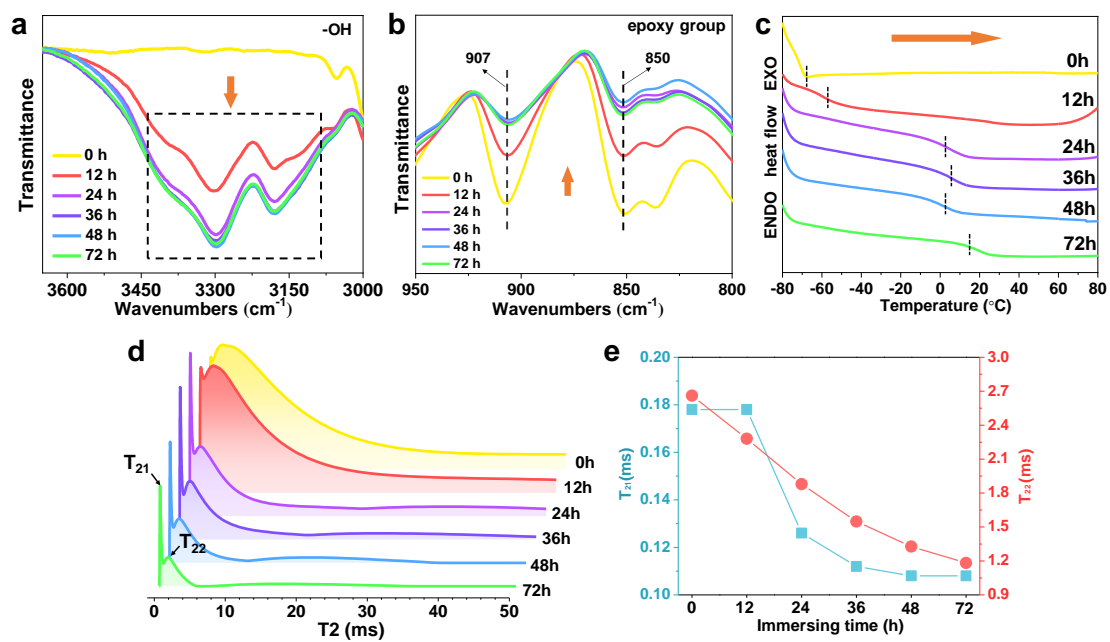 a
-OH
Transmittance
0 h
12 h
24 h
36 h
48 h
72 h
3600 3450 3300 3150 3000
Wavenumbers (cm⁻¹)
b
epoxy group
907
850
Transmittance
0 h
12 h
24 h
36 h
48 h
72 h
950 900 850 800
Wavenumbers (cm⁻¹)
c
ENDO heat flow EXO
0h
12h
24h
36h
48h
72h
-80 -60 -40 -20 0 20 40 60 80
Temperature (°C)
d
T₂₁
T₂₂
0h
12h
24h
36h
48h
72h
0 10 20 30 40 50
T2 (ms)
e
T₂₁(ms)
0.20
0.18
0.16
0.14
0.12
0.10
3.0
2.7
2.4
2.1
1.8
1.5
1.2
0.9
T₂₂(ms)
0 12 24 36 48 72
Immersing time (h)